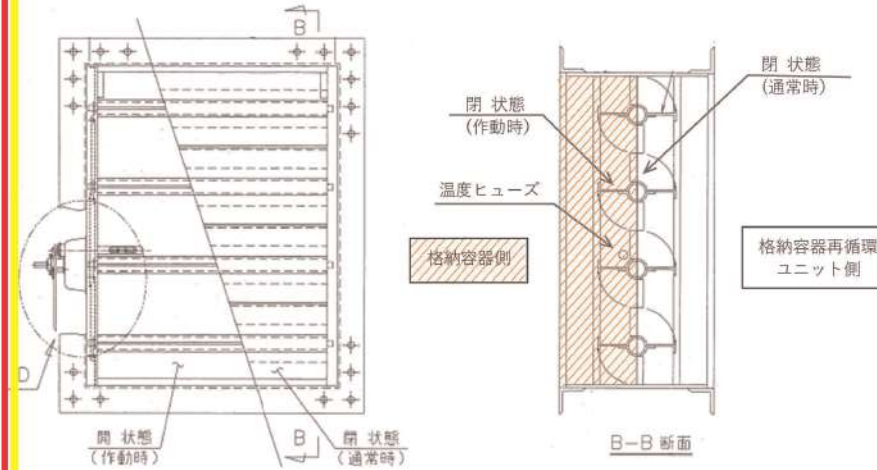 B
D
開 状態
(作動時)
B
閉 状態
(通常時)
閉 状態
(作動時)
温度ヒューズ
格納容器側
閉 状態
(通常時)
格納容器再循環
ユニット側
B-B 断面